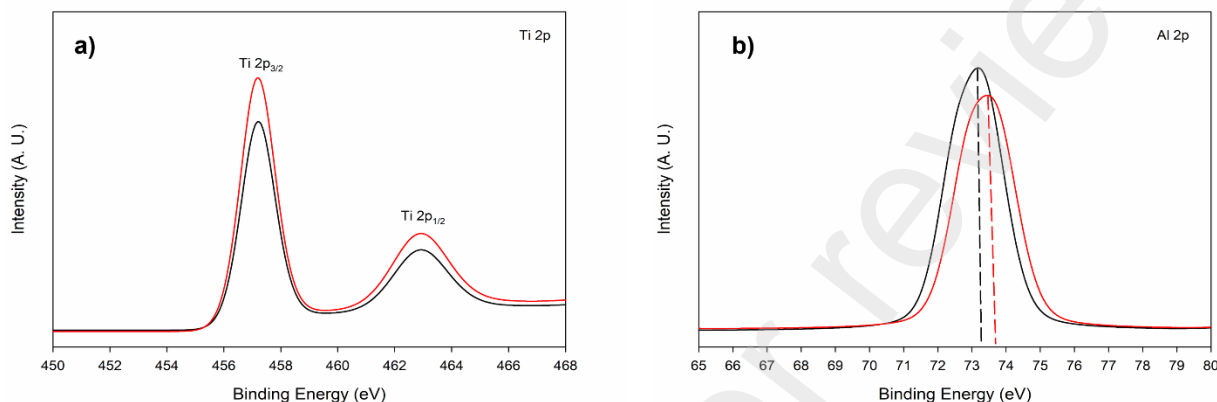 a)
Ti 2p
Ti 2p3/2
Ti 2p1/2
Intensity (A. U.)
450 452 454 456 458 460 462 464 466 468
Binding Energy (eV)
b)
Al 2p
Intensity (A. U.)
65 66 67 68 69 70 71 72 73 74 75 76 77 78 79 80
Binding Energy (eV)
r review